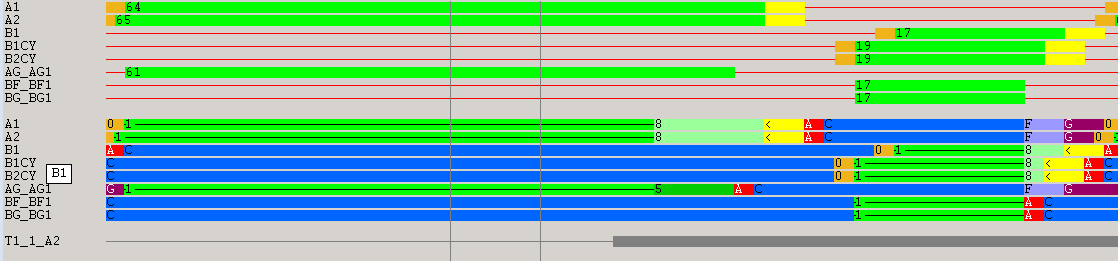 A1 64
A2 65
B1 17
B1CY 19
B2CY 19
AG_AG1 61
BF_BF1 17
BG_BG1 17
A1 0 1 8 < A C F G 0
A2 1 8 < A C F G 0
B1 A C 0 1 8 < A
B1CY C 0 1 8 < A C
B2CY C 0 1 8 < A C
B1
AG_AG1 G 1 5 A C F G
BF_BF1 C 1 A C
BG_BG1 C 1 A C
T1_1_A2